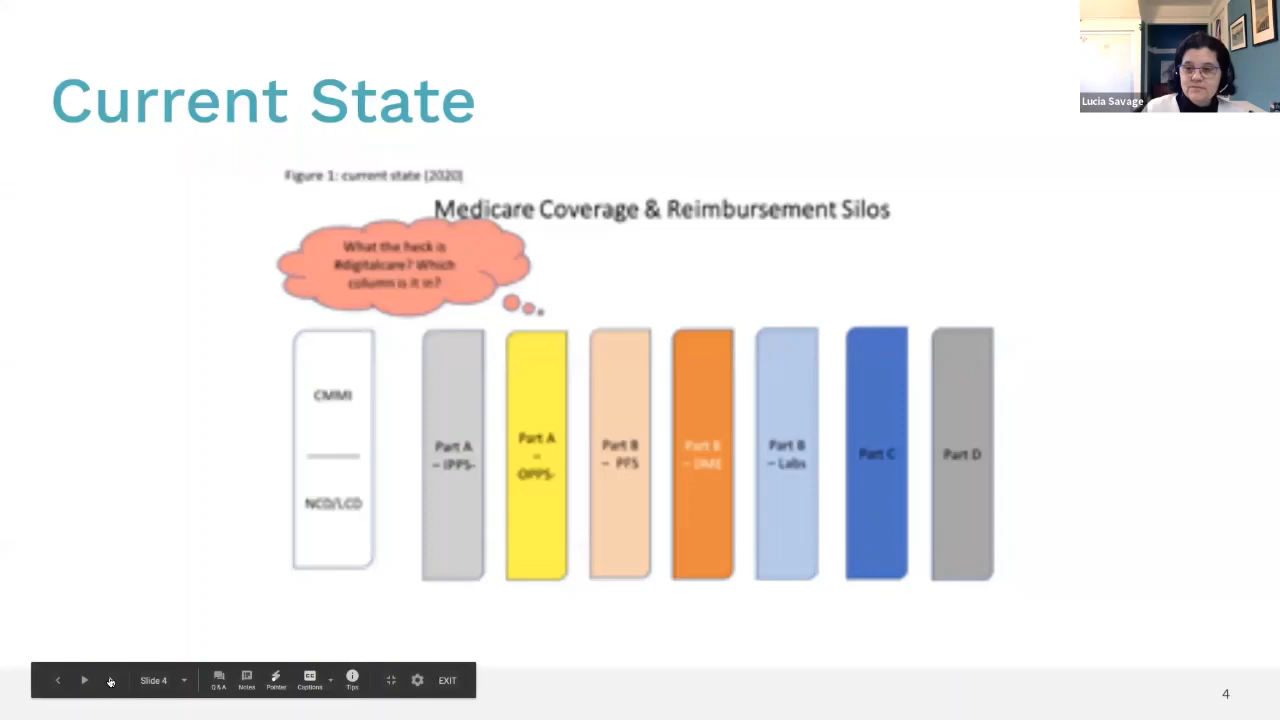 Current State
Lucia Savage
Figure 1: current state (2020)
Medicare Coverage & Reimbursement Silos
What the heck is
#digitalcare? Which
column is it in?
CMMI
NCD/LCD
Part A
– IPPS-
Part A
–
OPPS-
Part B
– PFS
Part B
– DME
Part B
– Labs
Part C
Part D
Slide 4
Q & A
Notes
Pointer
Captions
Tips
EXIT
4